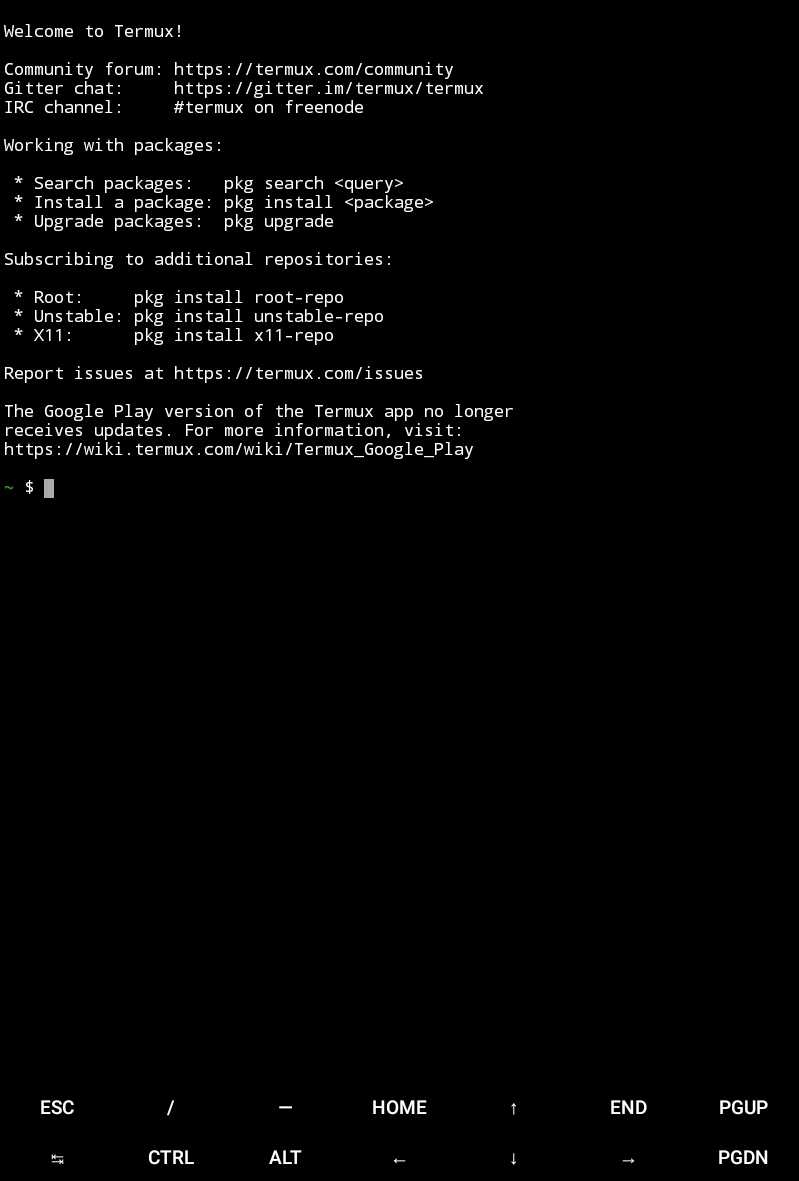 Welcome to Termux!
Community forum: https://termux.com/community
Gitter chat:     https://gitter.im/termux/termux
IRC channel:     #termux on freenode
Working with packages:
 * Search packages:   pkg search <query>
 * Install a package: pkg install <package>
 * Upgrade packages:  pkg upgrade
Subscribing to additional repositories:
 * Root:     pkg install root-repo
 * Unstable: pkg install unstable-repo
 * X11:      pkg install x11-repo
Report issues at https://termux.com/issues
The Google Play version of the Termux app no longer
receives updates. For more information, visit:
https://wiki.termux.com/wiki/Termux_Google_Play
~ $
ESC / — HOME ↑ END PGUP
↹ CTRL ALT ← ↓ → PGDN